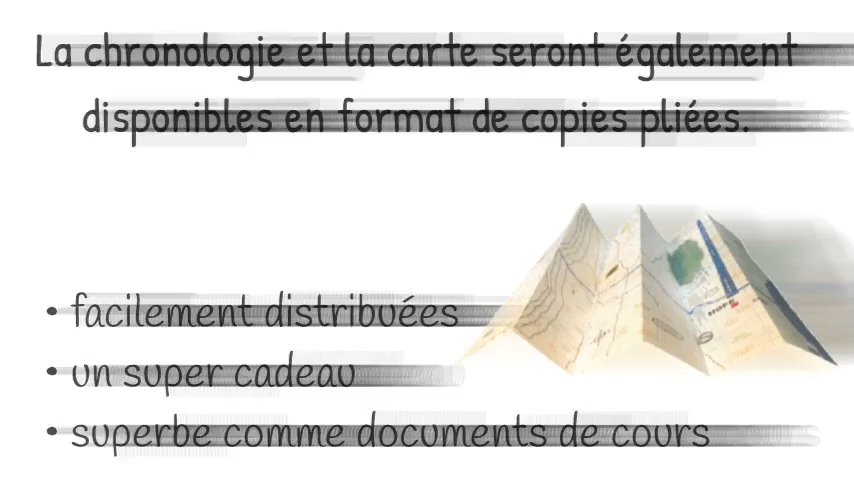 La chronologie et la carte seront également
disponibles en format de copies pliées.
• facilement distribuées
• un super cadeau
• superbe comme documents de cours